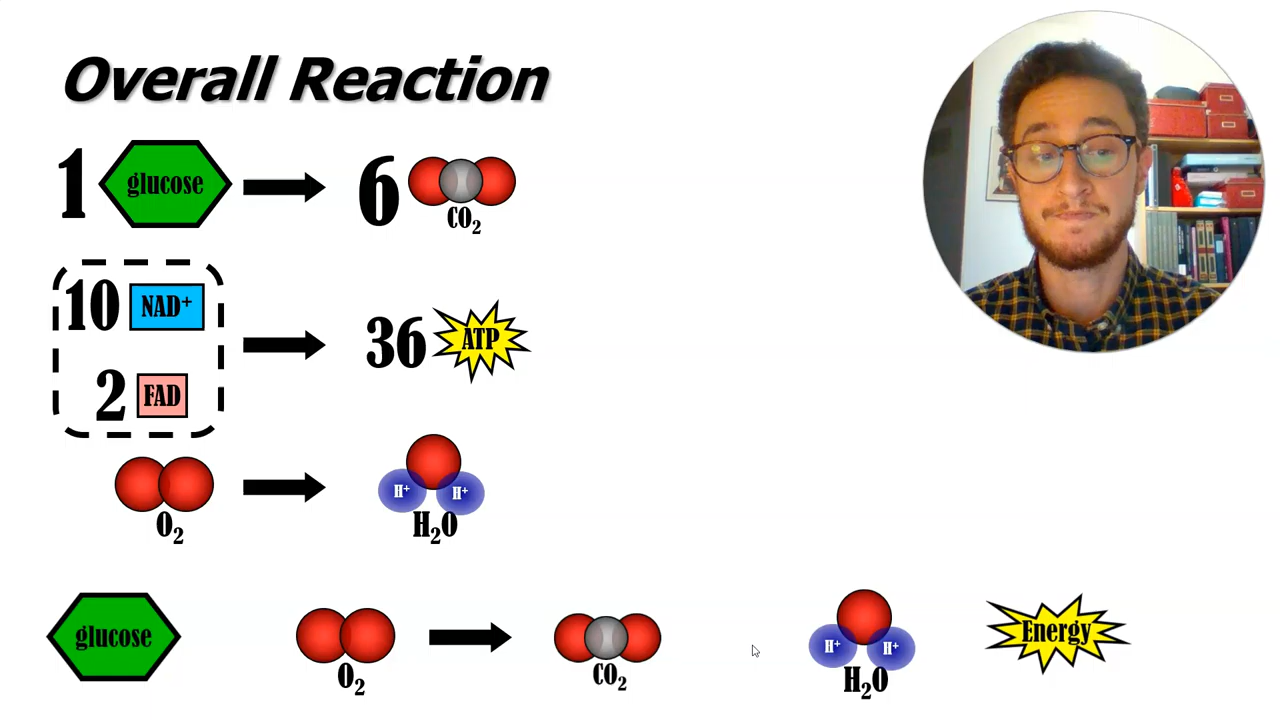 Overall Reaction
1 glucose 6 CO₂
10 NAD⁺
36 ATP
2 FAD
O₂ H⁺ H⁺ H₂O
glucose O₂ CO₂ H⁺ H⁺ H₂O Energy